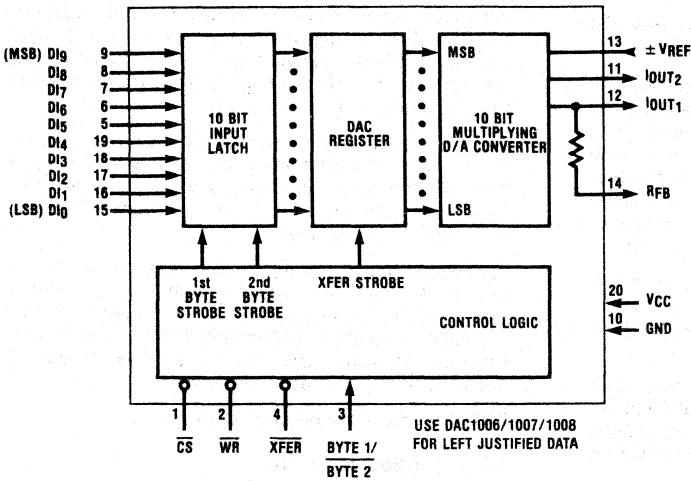 (MSB) DI9 9
DI8 8
DI7 7
DI6 6
DI5 5
DI4 19
DI3 18
DI2 17
DI1 16
(LSB) DI0 15
10 BIT
INPUT
LATCH
DAC
REGISTER
MSB
10 BIT
MULTIPLYING
D/A CONVERTER
LSB
13 ± VREF
11 IOUT2
12 IOUT1
14 RFB
1st
BYTE
STROBE
2nd
BYTE
STROBE
XFER STROBE
CONTROL LOGIC
20 VCC
10 GND
1 2 4 3
CS WR XFER BYTE 1/
BYTE 2
USE DAC1006/1007/1008
FOR LEFT JUSTIFIED DATA